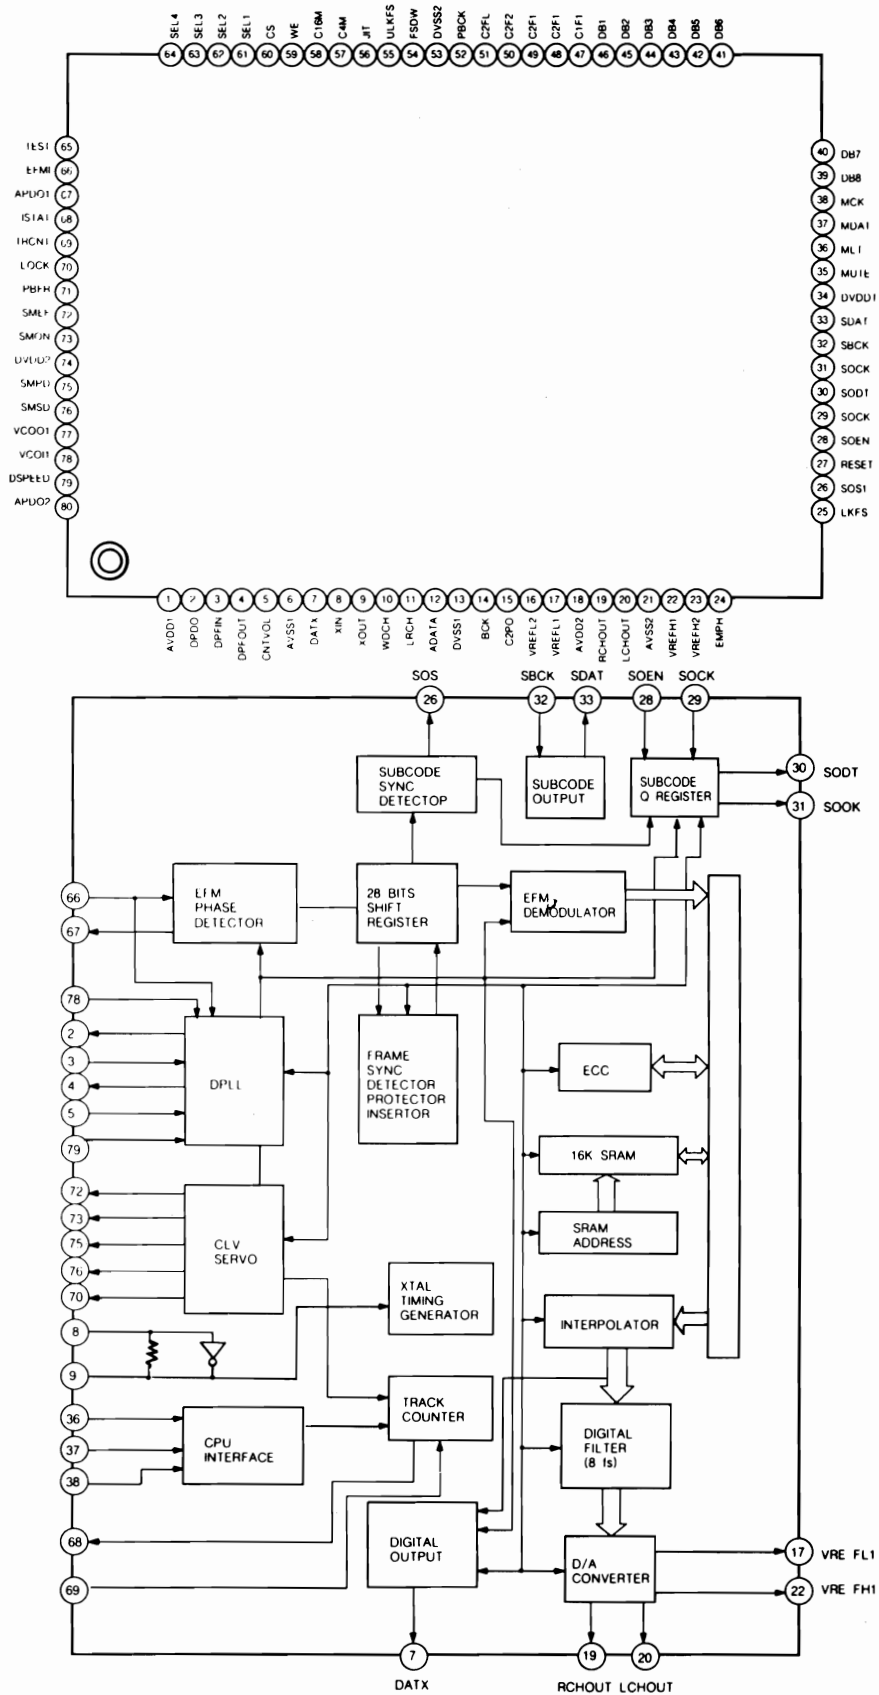 SEL4 SEL3 SEL2 SEL1 CS WE C16M C4M JIT ULKFS FSDW DVSS2 PBCK C2FL C2F2 C2F1 C2F1 C1F1 DB1 DB2 DB3 DB4 DB5 DB6
64 63 62 61 60 59 58 57 56 55 54 53 52 51 50 49 48 47 46 45 44 43 42 41
TEST 65
EFMI 66
APDO1 67
ISTAT 68
TRCNT 69
LOCK 70
PBFR 71
SMEF 72
SMON 73
DVDD2 74
SMPD 75
SMSD 76
VCOO1 77
VCOI1 78
DSPEED 79
APDO2 80
40 DB7
39 DB8
38 MCK
37 MDAT
36 MLT
35 MUTE
34 DVDD1
33 SDAT
32 SBCK
31 SOCK
30 SODT
29 SOCK
28 SOEN
27 RESET
26 SOS1
25 LKFS
1 2 3 4 5 6 7 8 9 10 11 12 13 14 15 16 17 18 19 20 21 22 23 24
AVDD1 DPDO DPFIN DPFOUT CNTVOL AVSS1 DATX XIN XOUT WDCH LRCH ADATA DVSS1 BCK C2PO VREFL2 VREFL1 AVDD2 RCHOUT LCHOUT AVSS2 VREFH1 VREFH2 EMPH
SOS SBCK SDAT SOEN SOCK
26 32 33 28 29
SUBCODE
SYNC
DETECTOP
SUBCODE
OUTPUT
SUBCODE
Q REGISTER
30 SODT
31 SOOK
66
67
EFM
PHASE
DETECTOR
28 BITS
SHIFT
REGISTER
EFM
DEMODULATOR
78
2
3
4
5
79
DPLL
FRAME
SYNC
DETECTOR
PROTECTOR
INSERTOR
ECC
16K SRAM
SRAM
ADDRESS
72
73
75
76
70
CLV
SERVO
XTAL
TIMING
GENERATOR
INTERPOLATOR
8
9
TRACK
COUNTER
36
37
38
CPU
INTERFACE
DIGITAL
FILTER
(8 fs)
68
69
DIGITAL
OUTPUT
D/A
CONVERTER
17 VRE FL1
22 VRE FH1
7 19 20
DATX RCHOUT LCHOUT